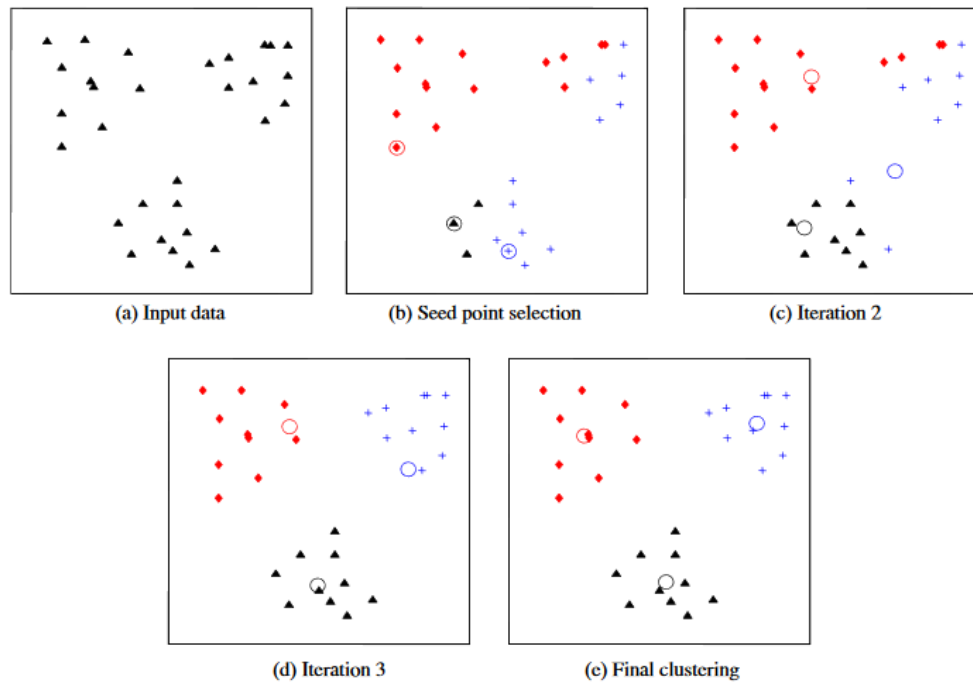 (a) Input data
(b) Seed point selection
(c) Iteration 2
(d) Iteration 3
(e) Final clustering